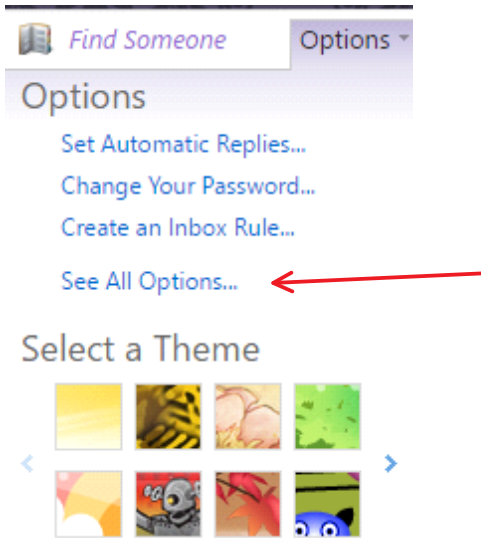 Find Someone Options
Options
Set Automatic Replies...
Change Your Password...
Create an Inbox Rule...
See All Options...
Select a Theme